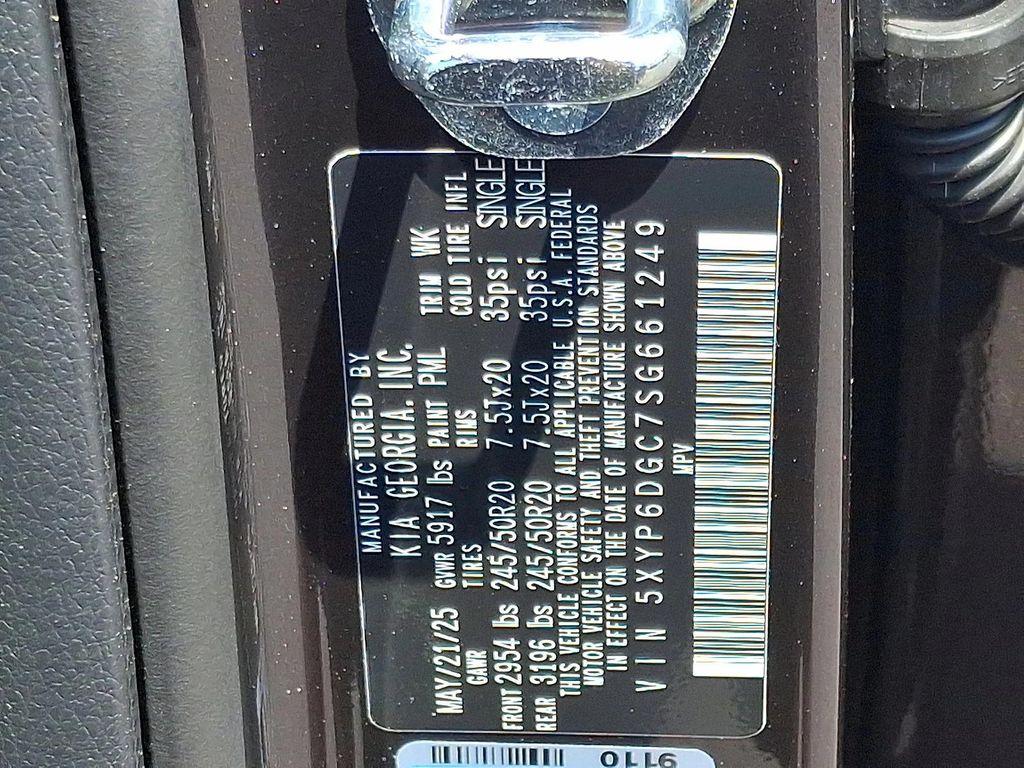 MANUFACTURED BY
KIA GEORGIA. INC.
MAY/21/25 GVWR 5917 lbs PAINT PML TRIM WK
GAWR TIRES RIMS COLD TIRE INFL
FRONT 2954 lbs 245/50R20 7.5Jx20 35psi SINGLE
REAR 3196 lbs 245/50R20 7.5Jx20 35psi SINGLE
THIS VEHICLE CONFORMS TO ALL APPLICABLE U.S.A. FEDERAL
MOTOR VEHICLE SAFETY AND THEFT PREVENTION STANDARDS
IN EFFECT ON THE DATE OF MANUFACTURE SHOWN ABOVE
VIN 5XYP6DGC7SG661249
MPV
9110